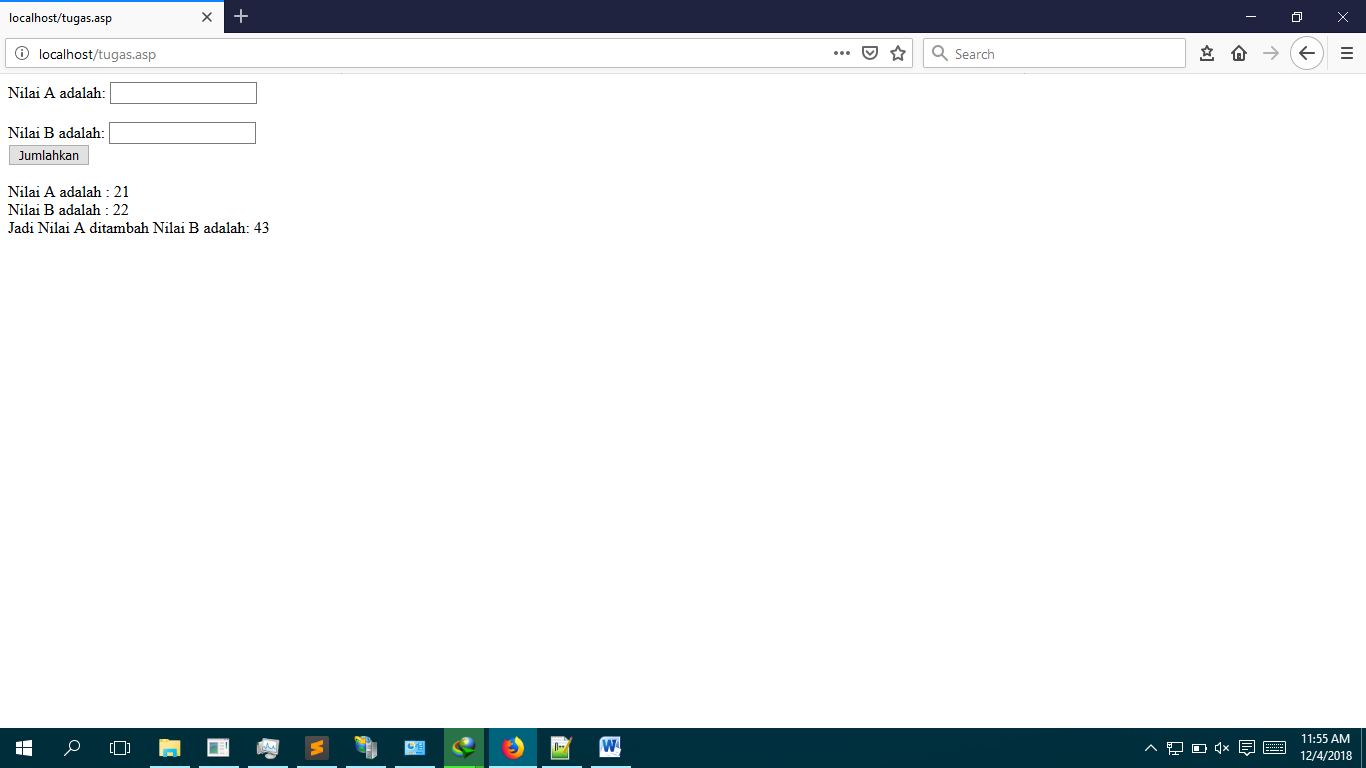 localhost/tugas.asp
localhost/tugas.asp
Search
Nilai A adalah:
Nilai B adalah:
Jumlahkan
Nilai A adalah : 21
Nilai B adalah : 22
Jadi Nilai A ditambah Nilai B adalah: 43
11:55 AM
12/4/2018